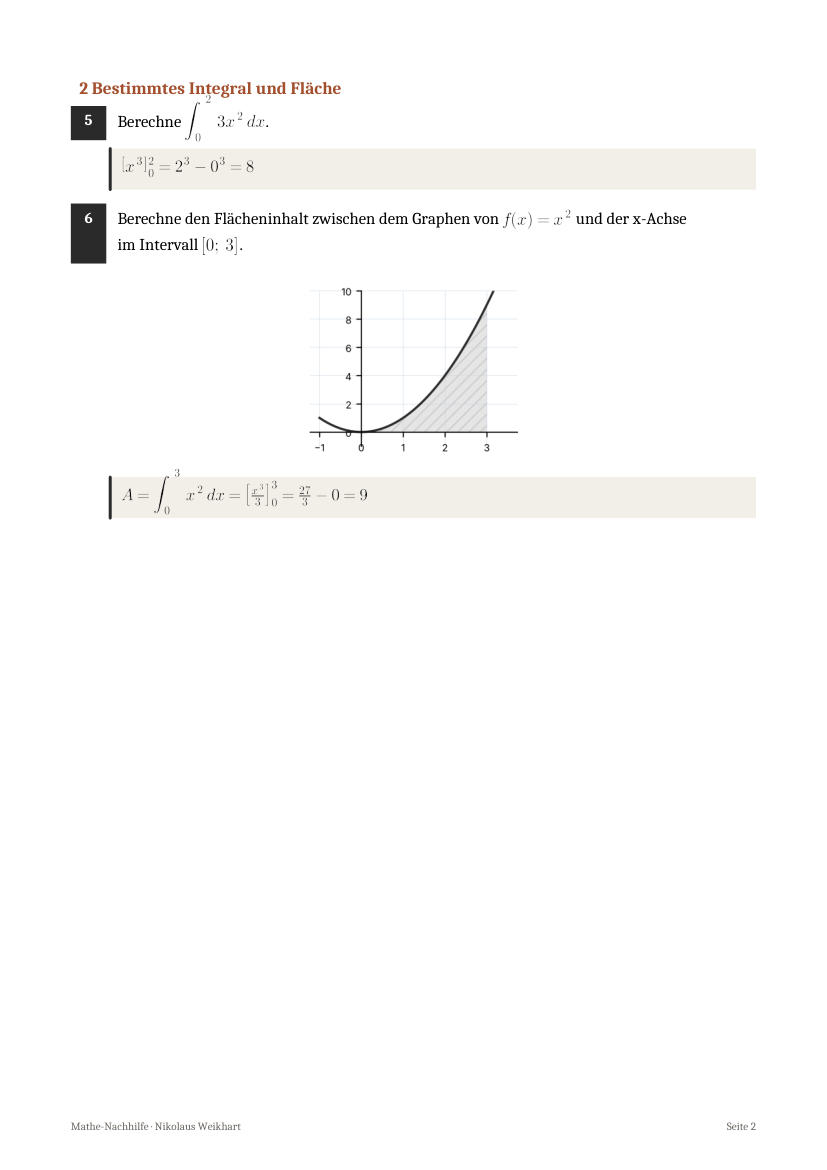 2 Bestimmtes Integral und Fläche
5 Berechne ∫₀² 3x² dx.
[x³]₀² = 2³ − 0³ = 8
6 Berechne den Flächeninhalt zwischen dem Graphen von f(x) = x² und der x-Achse
im Intervall [0; 3].
10
8
6
4
2
0
−1 0 1 2 3
A = ∫₀³ x² dx = [x³/3]₀³ = 27/3 − 0 = 9
Mathe-Nachhilfe · Nikolaus Weikhart Seite 2